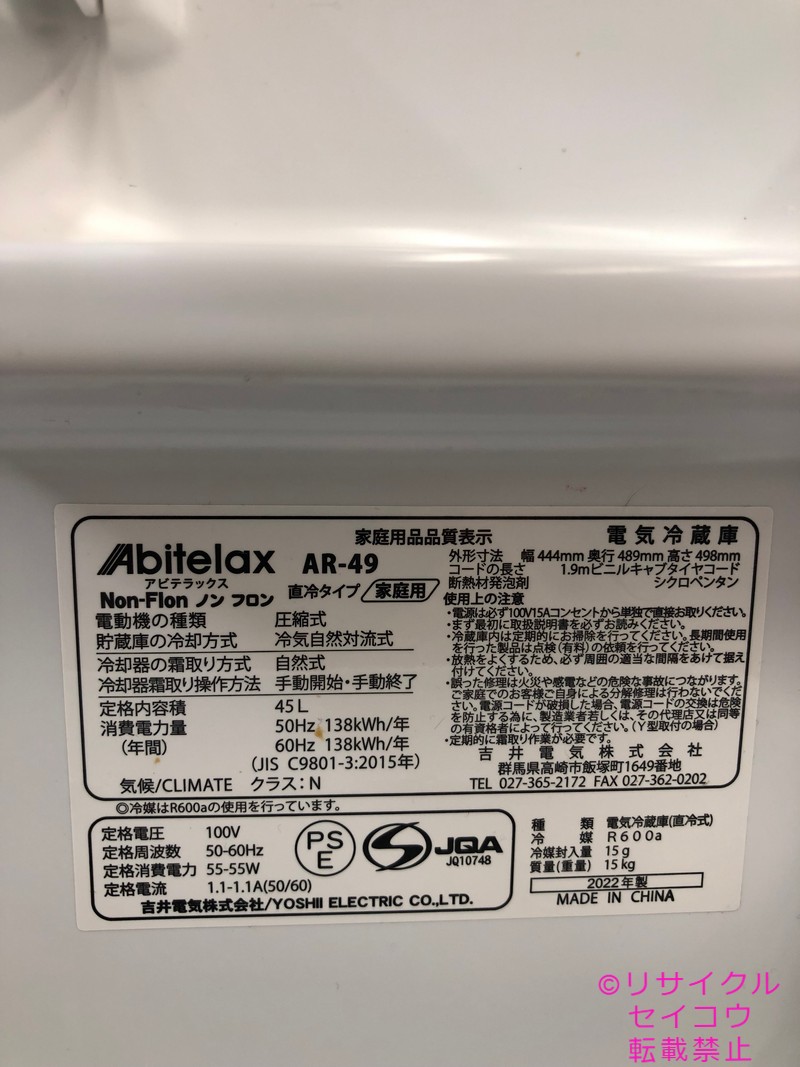 家庭用品品質表示
電気冷蔵庫
Abitelax AR-49
アビテラックス
Non-Flon ノンフロン 直冷タイプ 家庭用
電動機の種類 圧縮式
貯蔵庫の冷却方式 冷気自然対流式
冷却器の霜取り方式 自然式
冷却器霜取り操作方法 手動開始・手動終了
定格内容積 45L
消費電力量 50Hz 138kWh/年
(年間) 60Hz 138kWh/年
(JIS C9801-3:2015年)
気候/CLIMATE クラス:N
外形寸法 幅444mm 奥行489mm 高さ498mm
コードの長さ 1.9mビニルキャブタイヤコード
断熱材発泡剤 シクロペンタン
使用上の注意
・電源は必ず100V15Aコンセントから単独で直接お取りください。
・まず最初に取扱説明書を必ずお読みください。
・冷蔵庫内は定期的にお掃除を行ってください。長期間使用
を行った製品は点検(有料)の依頼を行ってください。
・放熱をよくするため、必ず周囲の適当な間隔をあけて据え
付けてください。
・誤った修理は火災や感電などの危険な事故につながります。
ご家庭でのお客様ご自身による分解修理は行わないでくだ
さい。電源コードが破損した場合、電源コードの交換は危険
を防止する為に、製造業者若しくは、その代理店又は同等
の有資格者によって行ってください。(Y型取付の場合)
・定期的に霜取り作業が必要です。
吉井電気株式会社
群馬県高崎市飯塚町1649番地
TEL 027-365-2172 FAX 027-362-0202
◎冷媒はR600aの使用を行っています。
定格電圧 100V
定格周波数 50-60Hz
定格消費電力 55-55W
定格電流 1.1-1.1A(50/60)
PS
E
JQA
JQ10748
吉井電気株式会社/YOSHII ELECTRIC CO.,LTD.
種類 電気冷蔵庫(直冷式)
冷媒 R600a
冷媒封入量 15g
質量(重量) 15kg
2022年製
MADE IN CHINA
©リサイクル
セイコウ
転載禁止